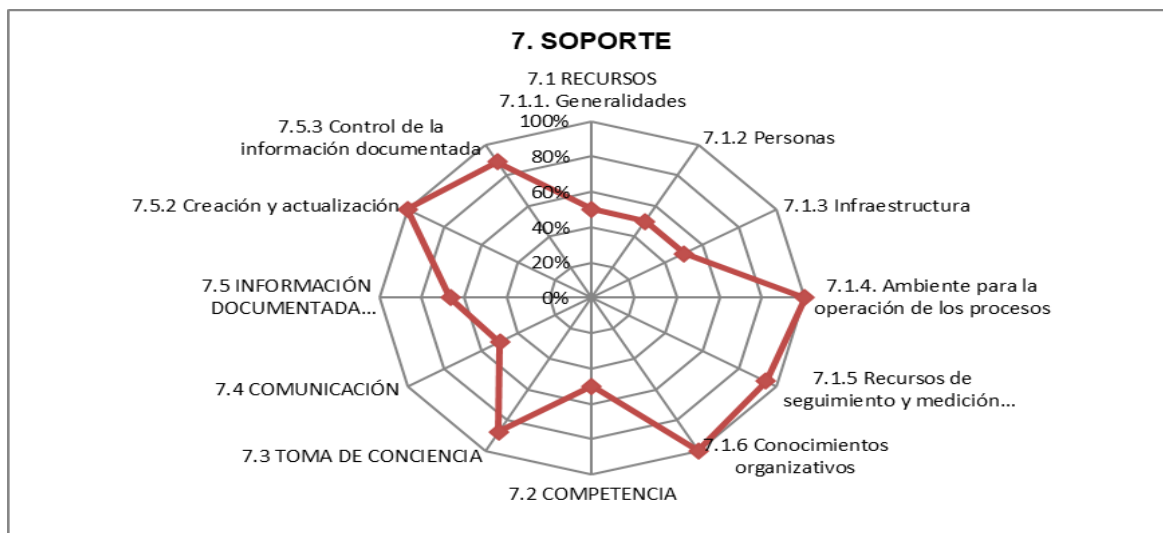 7. SOPORTE
7.1 RECURSOS
7.1.1. Generalidades
100%
80%
60%
40%
20%
0%
7.1.2 Personas
7.1.3 Infraestructura
7.1.4. Ambiente para la
operación de los procesos
7.1.5 Recursos de
seguimiento y medición...
7.1.6 Conocimientos
organizativos
7.2 COMPETENCIA
7.3 TOMA DE CONCIENCIA
7.4 COMUNICACIÓN
7.5 INFORMACIÓN
DOCUMENTADA...
7.5.2 Creación y actualización
7.5.3 Control de la
información documentada